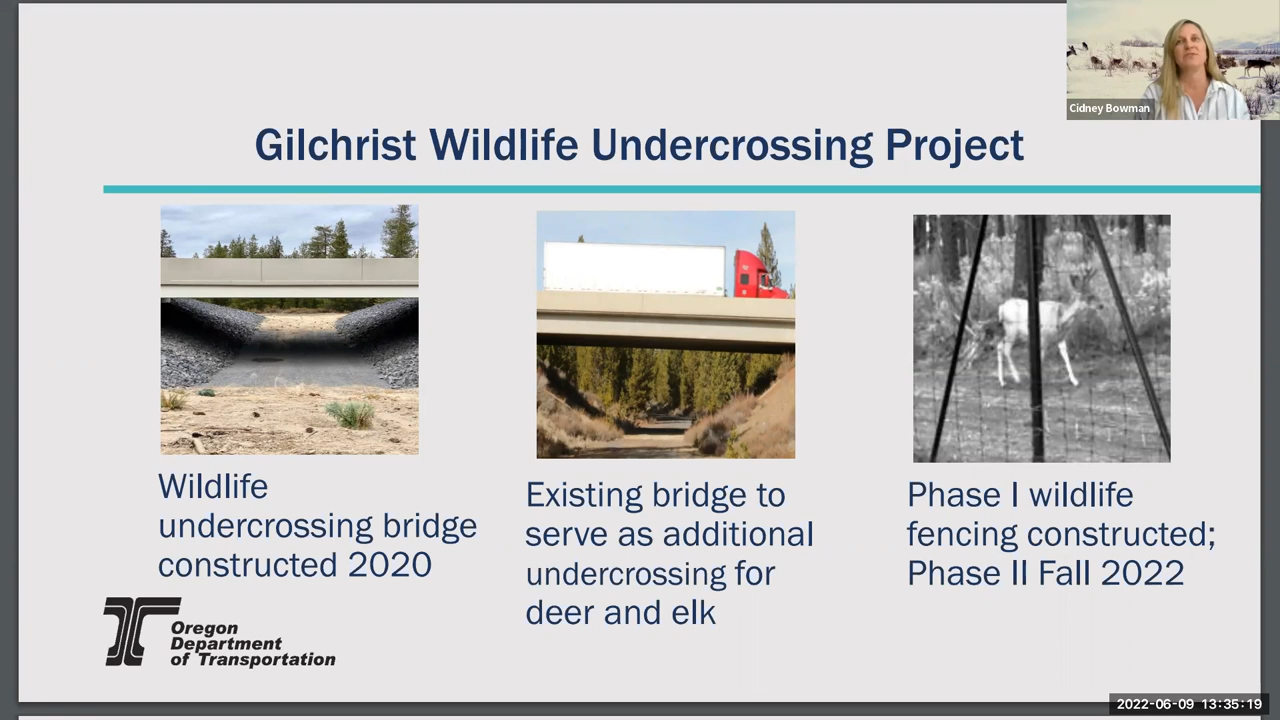 Cidney Bowman
Gilchrist Wildlife Undercrossing Project
Wildlife
undercrossing bridge
constructed 2020
Existing bridge to
serve as additional
undercrossing for
deer and elk
Phase I wildlife
fencing constructed;
Phase II Fall 2022
Oregon
Department
of Transportation
2022-06-09 13:35:19